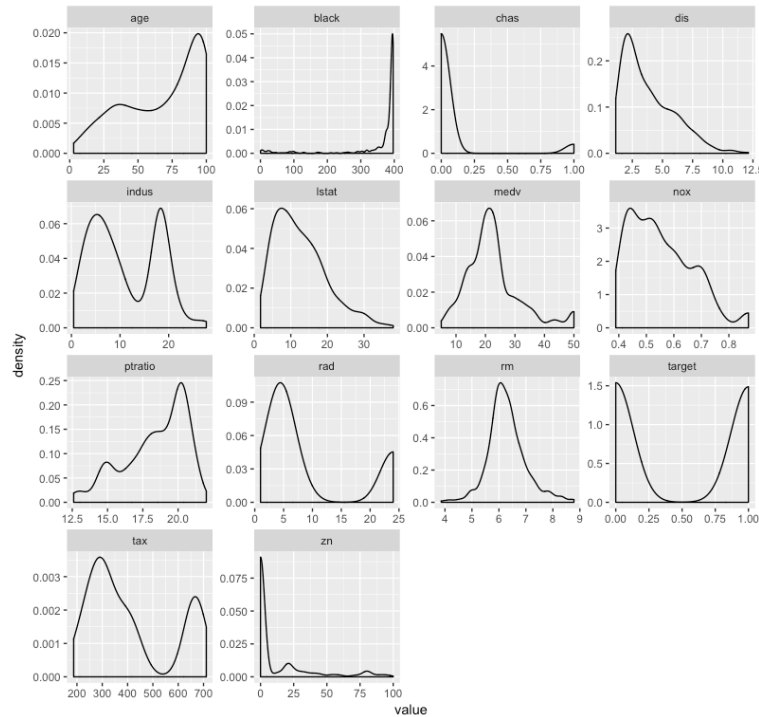 age black chas dis
0.020 0.05 4 0.2
0.015 0.04
0.010 0.03 2 0.1
0.005 0.02
0.000 0.01 0 0.0
0.00
0 25 50 75 100 0 100 200 300 400 0.00 0.25 0.50 0.75 1.00 2.5 5.0 7.5 10.0 12.5
indus lstat medv nox
0.06 0.06 0.06 3
0.04 0.04 0.04 2
0.02 0.02 0.02 1
0.00 0.00 0.00 0
0 10 20 0 10 20 30 10 20 30 40 50 0.4 0.5 0.6 0.7 0.8
density
ptratio rad rm target
0.25 0.09 0.6 1.5
0.20 0.06 0.4 1.0
0.15 0.03 0.2 0.5
0.10 0.00 0.0 0.0
0.05
0.00
12.5 15.0 17.5 20.0 0 5 10 15 20 25 4 5 6 7 8 9 0.00 0.25 0.50 0.75 1.00
tax zn
0.003 0.075
0.002 0.050
0.001 0.025
0.000 0.000
200 300 400 500 600 700 0 25 50 75 100
value